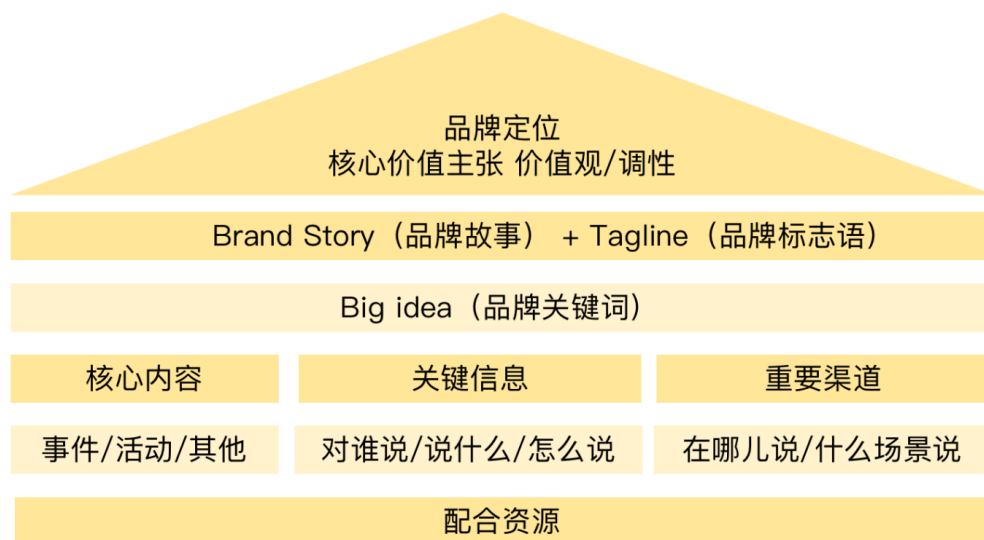 品牌定位
核心价值主张 价值观/调性
Brand Story（品牌故事） + Tagline（品牌标志语）
Big idea（品牌关键词）
核心内容 关键信息 重要渠道
事件/活动/其他 对谁说/说什么/怎么说 在哪儿说/什么场景说
配合资源